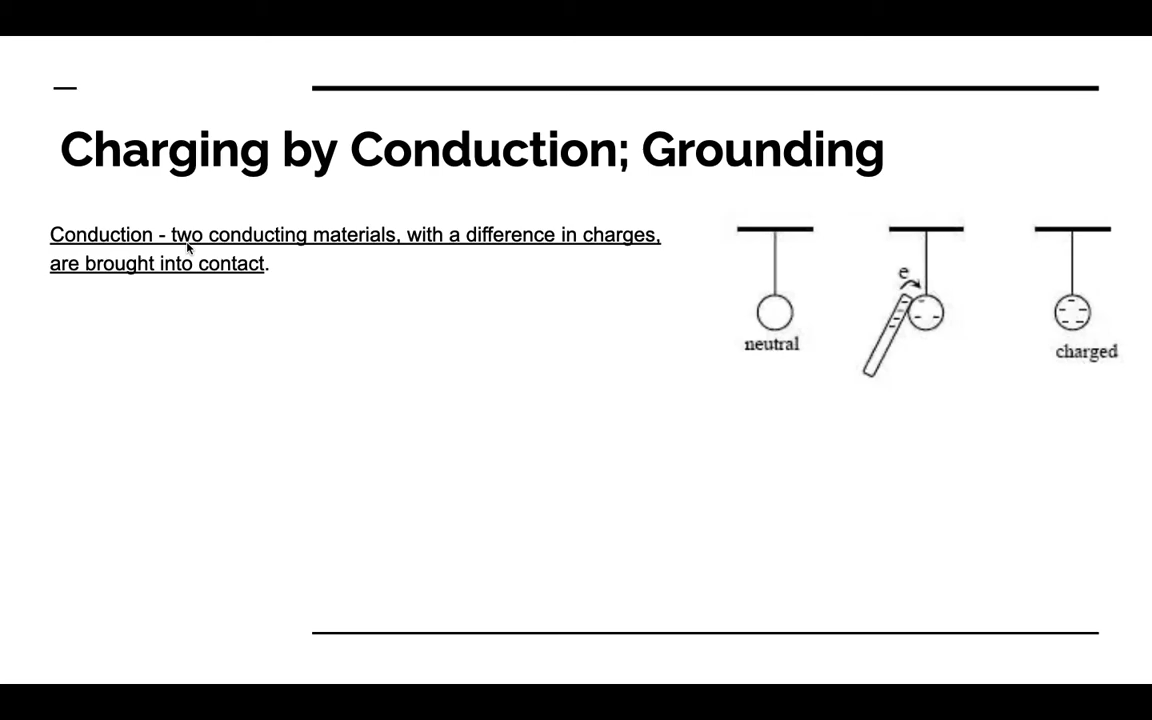 Charging by Conduction; Grounding
Conduction - two conducting materials, with a difference in charges,
are brought into contact.
neutral
e
charged